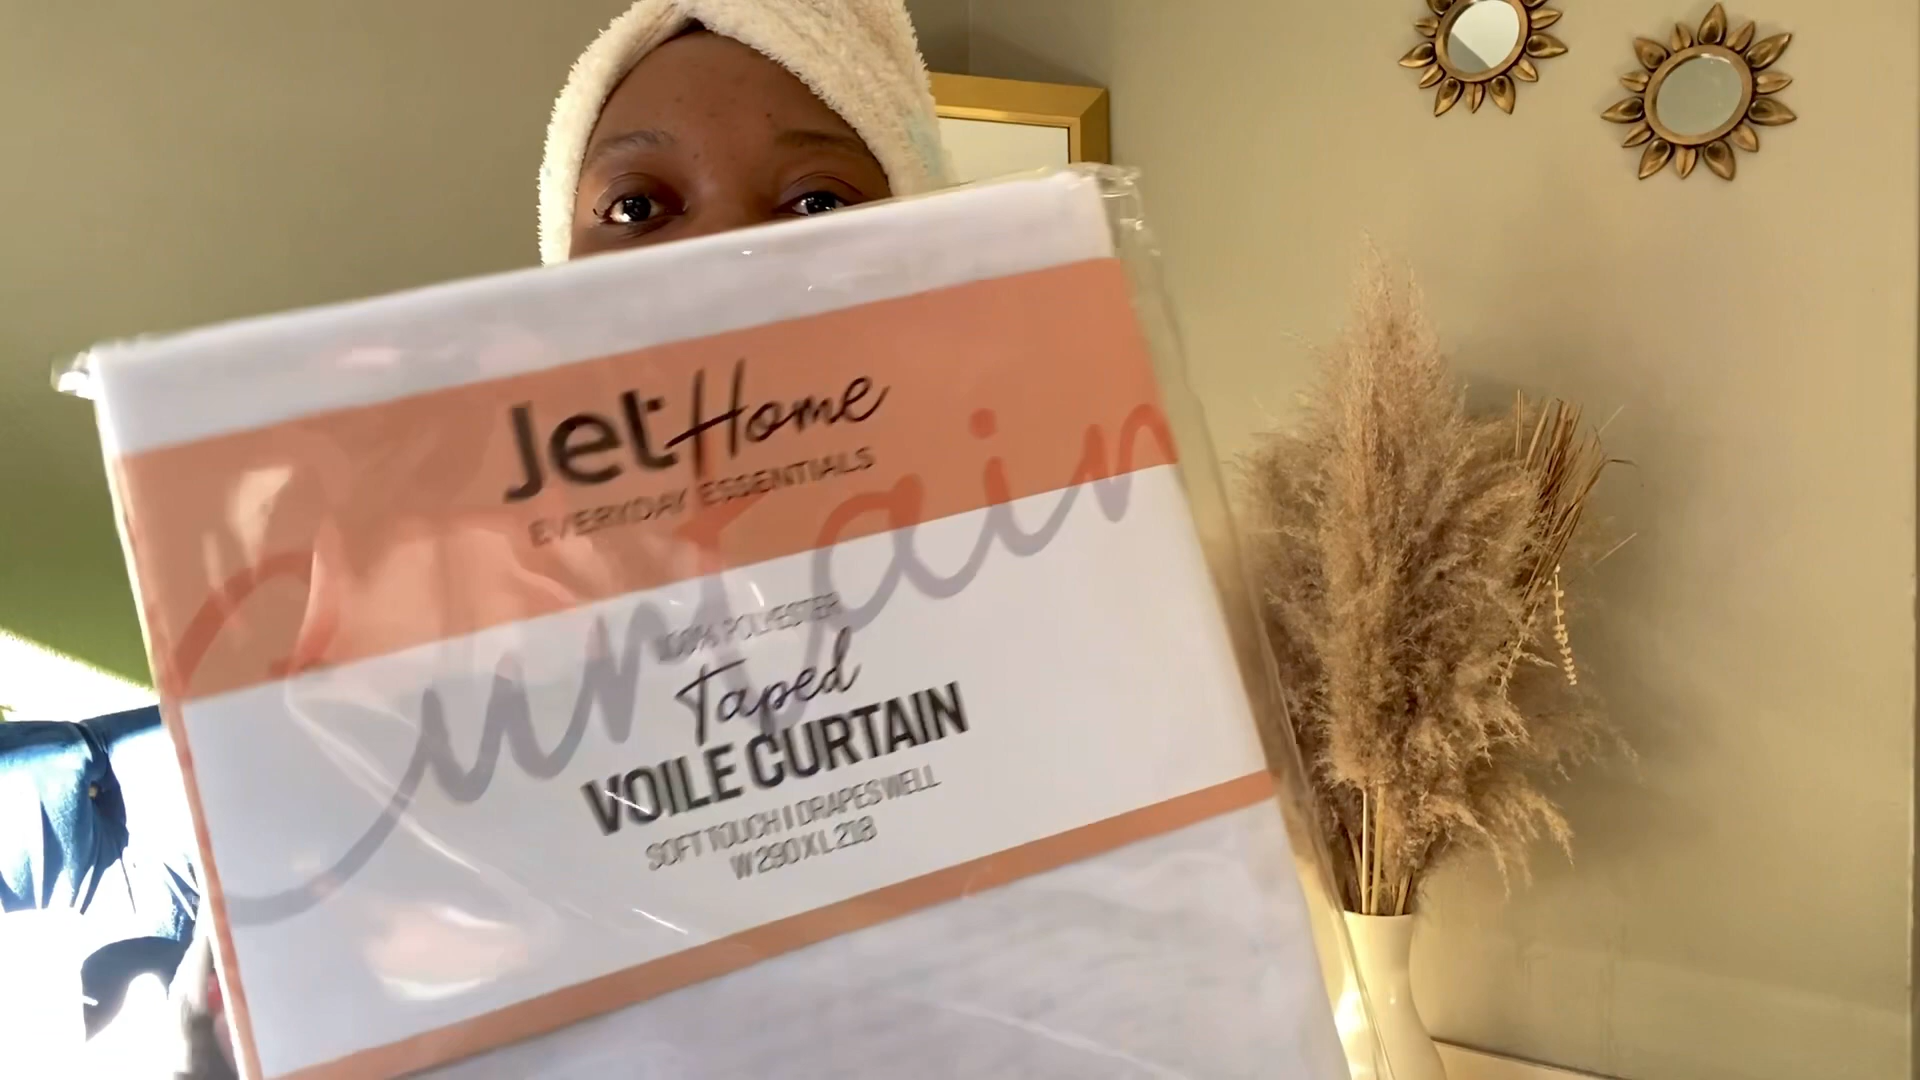 Jet Home
EVERYDAY ESSENTIALS
Curtain
100% POLYESTER
Taped
VOILE CURTAIN
SOFT TOUCH | DRAPES WELL
W 290 X L 218